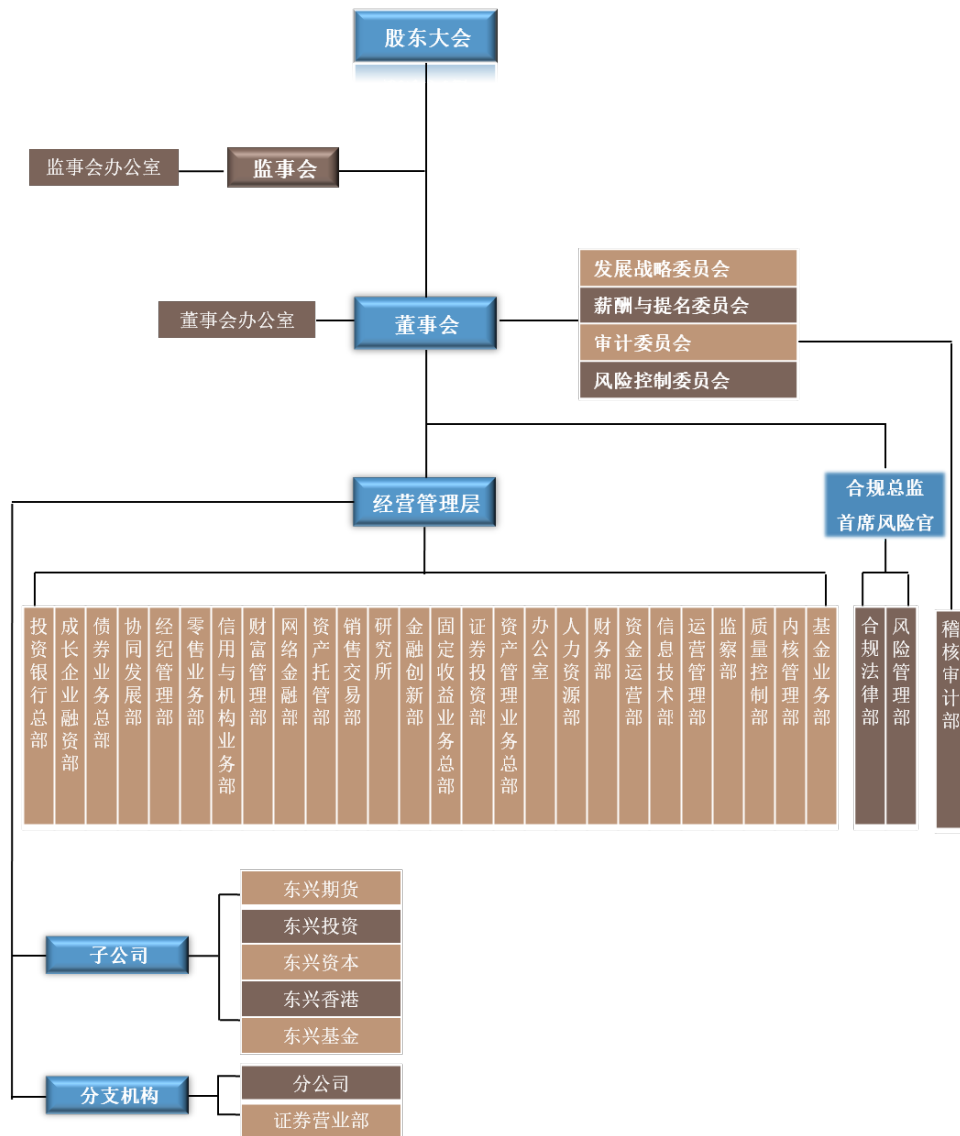 股东大会
监事会办公室
监事会
董事会办公室
董事会
发展战略委员会
薪酬与提名委员会
审计委员会
风险控制委员会
经营管理层
合规总监
首席风险官
投资银行总部
成长企业融资部
债券业务总部
协同发展部
经纪管理部
零售业务部
信用与机构业务部
财富管理部
网络金融部
资产托管部
销售交易部
研究所
金融创新部
固定收益业务总部
证券投资部
资产管理业务总部
办公室
人力资源部
财务部
资金运营部
信息技术部
运营管理部
监察部
质量控制部
内核管理部
基金业务部
合规法律部
风险管理部
稽核审计部
子公司
东兴期货
东兴投资
东兴资本
东兴香港
东兴基金
分支机构
分公司
证券营业部